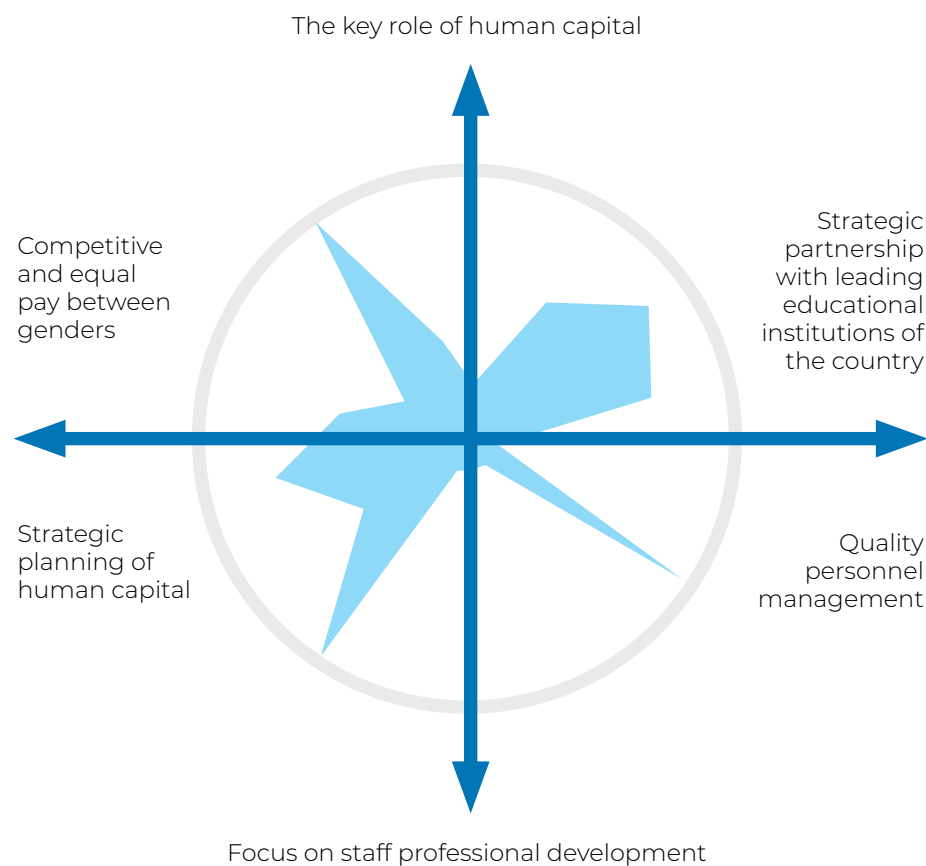 The key role of human capital
Competitive
and equal
pay between
genders
Strategic
partnership
with leading
educational
institutions of
the country
Strategic
planning of
human capital
Quality
personnel
management
Focus on staff professional development